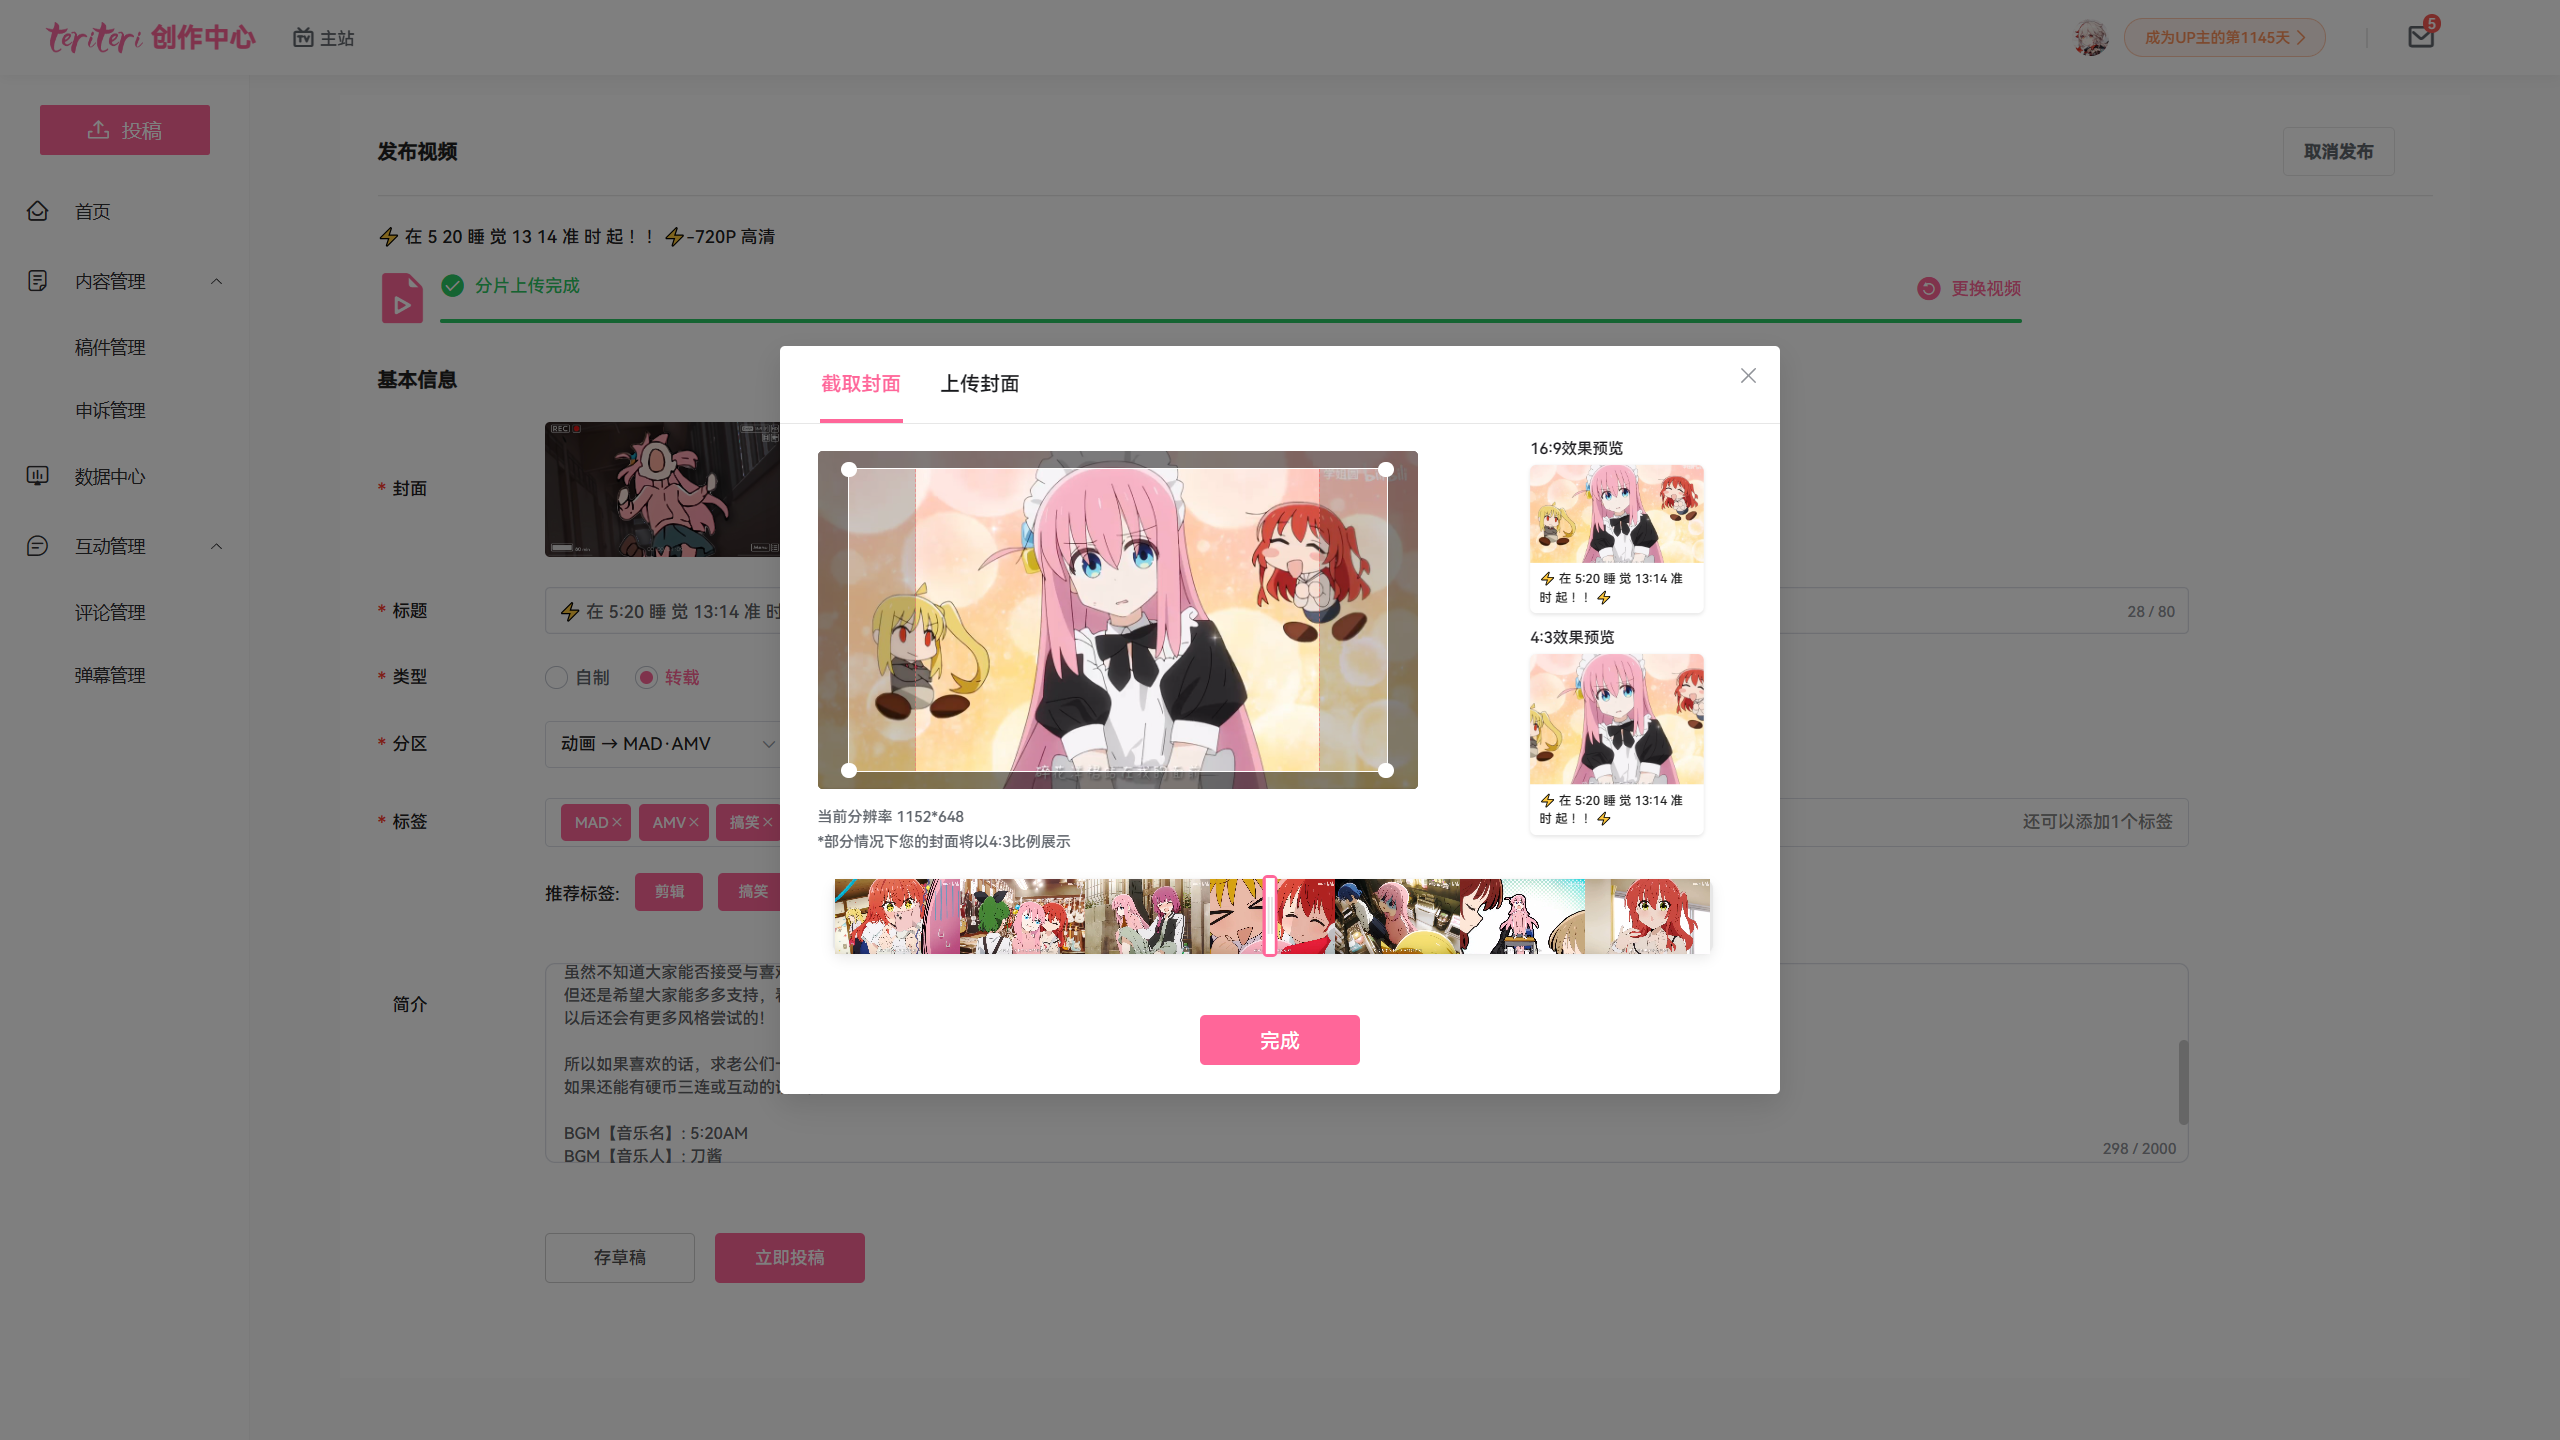 teriteri 创作中心
主站
成为UP主的第1145天
5
投稿
首页
内容管理
稿件管理
申诉管理
数据中心
互动管理
评论管理
弹幕管理
发布视频
取消发布
⚡ 在 5 20 睡 觉 13 14 准 时 起！！ ⚡-720P 高清
分片上传完成
更换视频
基本信息
* 封面
REC
* 标题
⚡ 在 5:20 睡 觉 13:14 准 时
28 / 80
* 类型
自制
转载
* 分区
动画 → MAD·AMV
* 标签
MAD×
AMV×
搞笑×
还可以添加1个标签
推荐标签:
剪辑
搞笑
简介
虽然不知道大家能否接受与喜
但还是希望大家能多多支持，
以后还会有更多风格尝试的！
所以如果喜欢的话，求老公们
如果还能有硬币三连或互动的
BGM【音乐名】: 5:20AM
BGM【音乐人】: 刀酱
298 / 2000
存草稿
立即投稿
截取封面
上传封面
当前分辨率 1152*648
*部分情况下您的封面将以4:3比例展示
16:9效果预览
⚡ 在 5:20 睡 觉 13:14 准
时 起！！ ⚡
4:3效果预览
⚡ 在 5:20 睡 觉 13:14 准
时 起！！ ⚡
完成